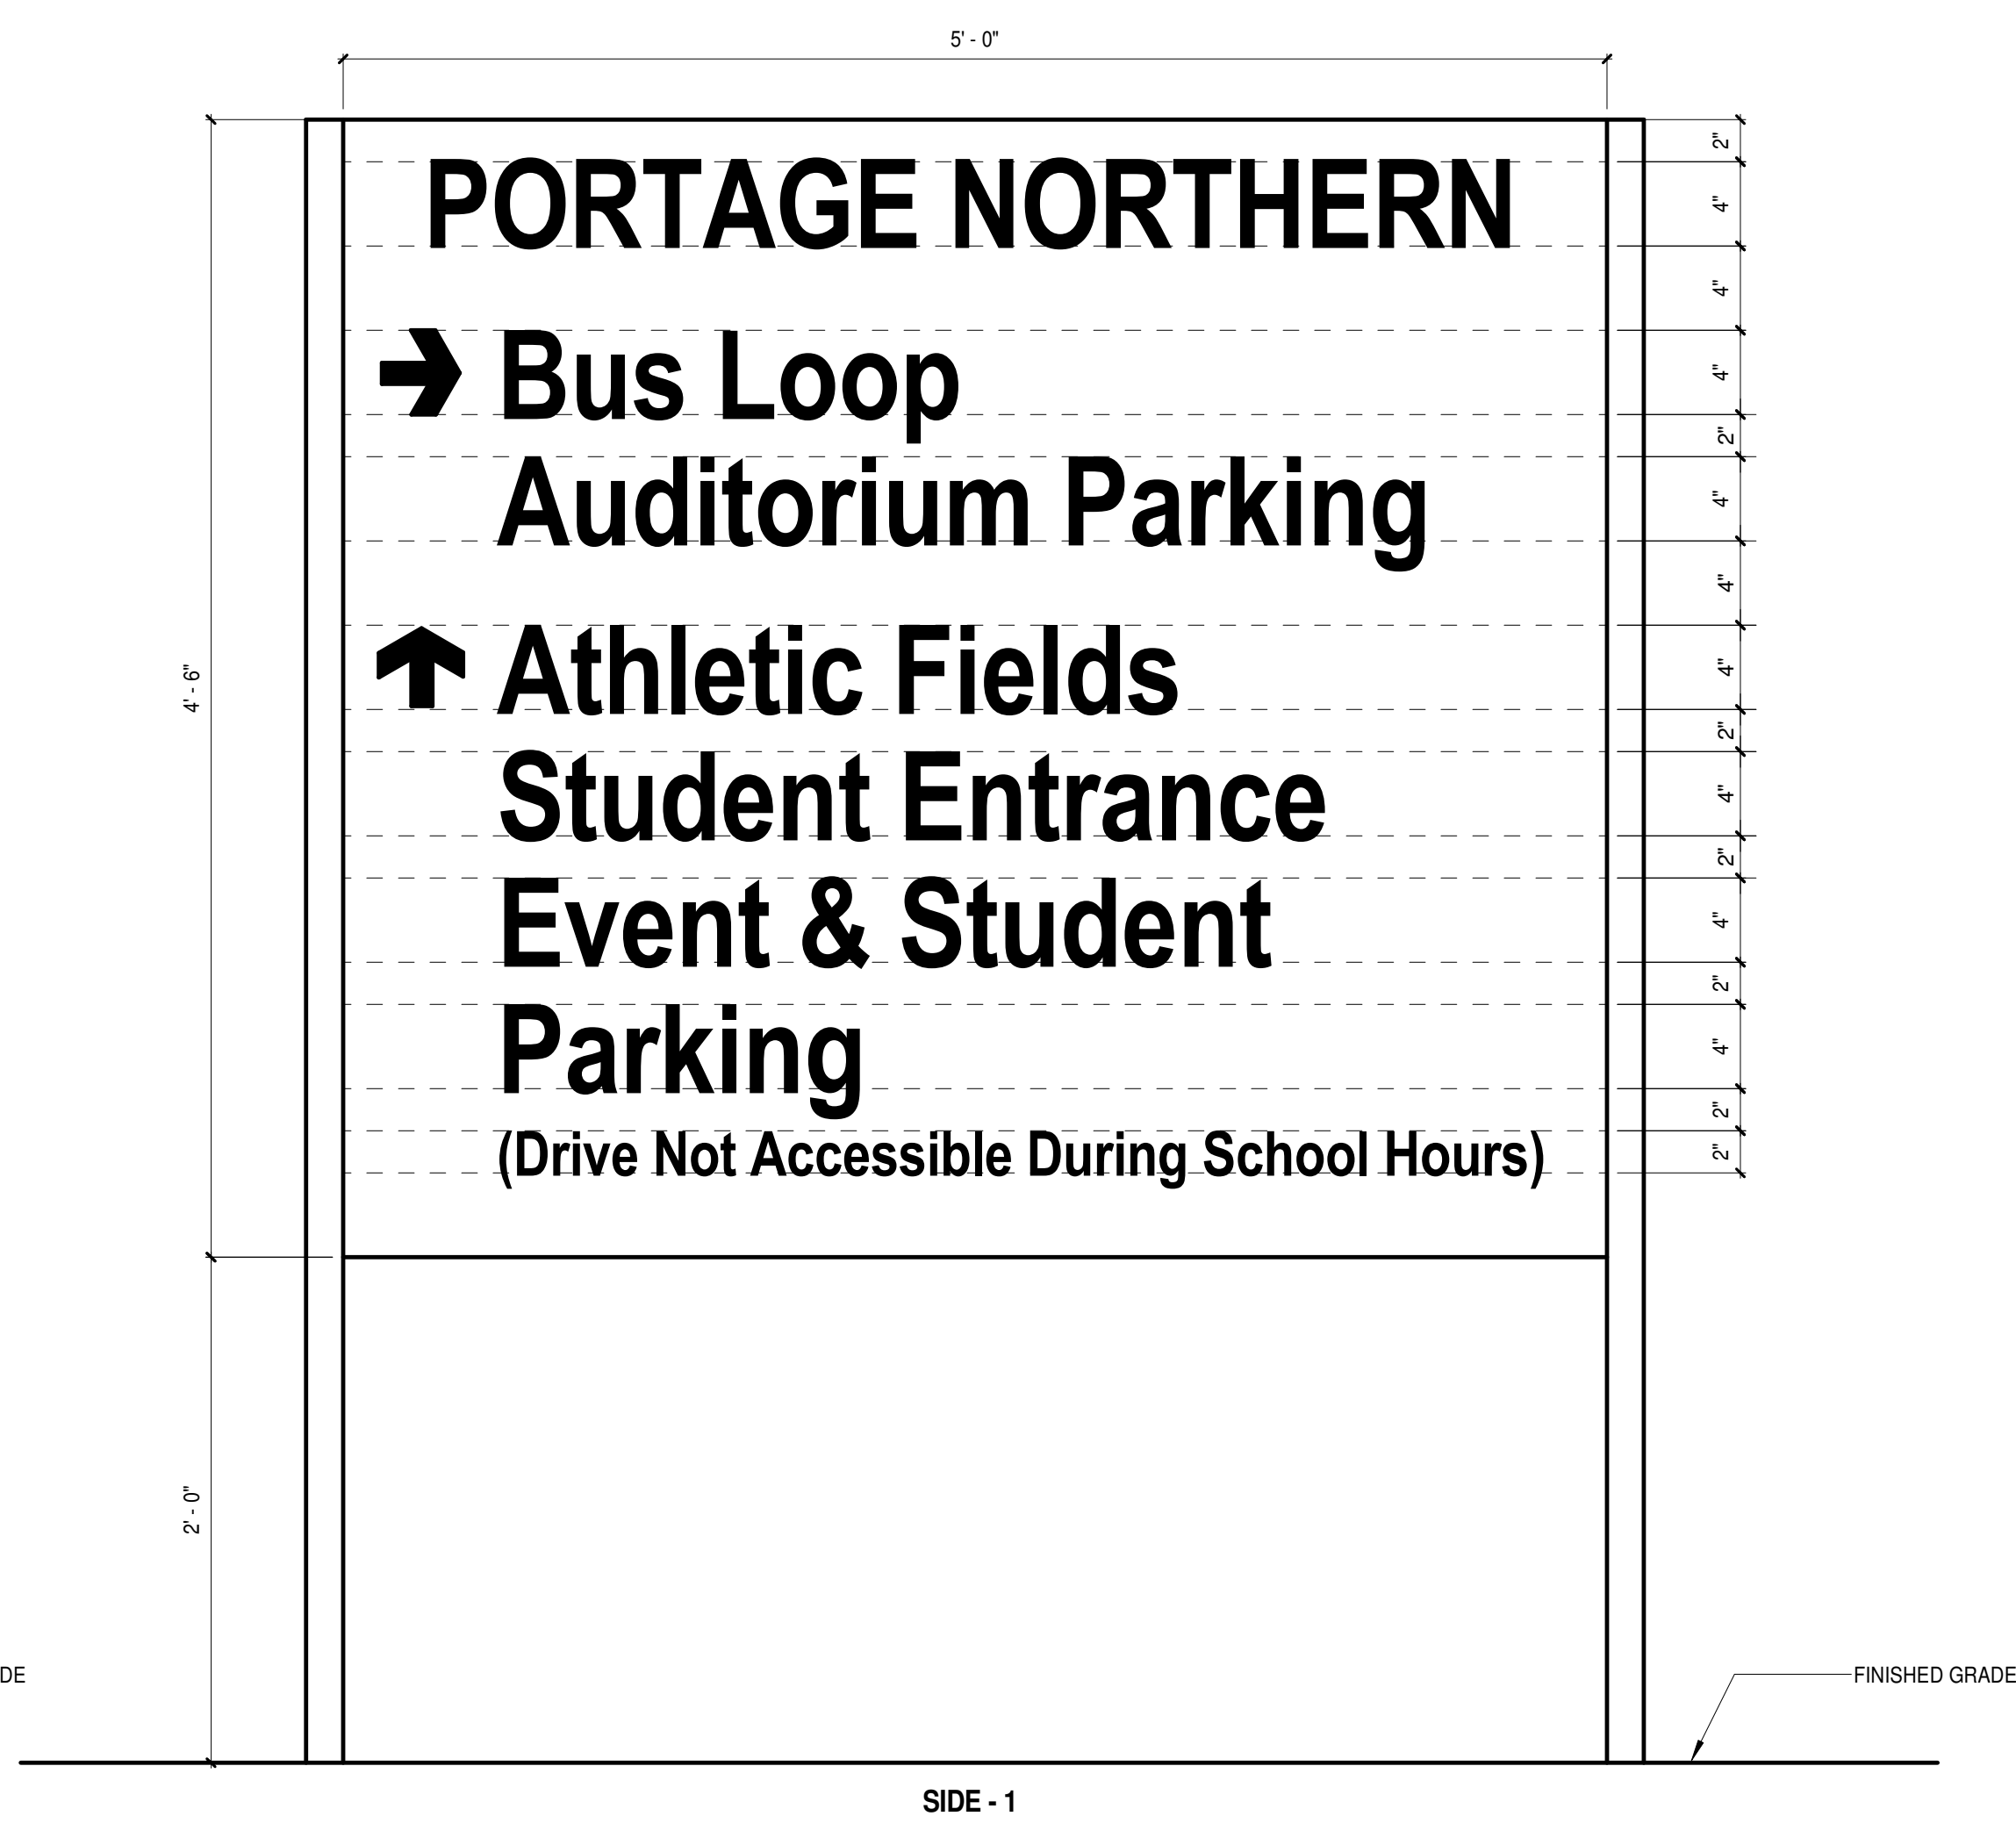 5' - 0"
PORTAGE NORTHERN
Bus Loop
Auditorium Parking
Athletic Fields
Student Entrance
Event & Student
Parking
(Drive Not Accessible During School Hours)
2"
4"
4"
4"
2"
4"
4"
4"
2"
4"
2"
4"
2"
4"
2"
2"
4' - 6"
2' - 0"
DE
FINISHED GRADE
SIDE - 1